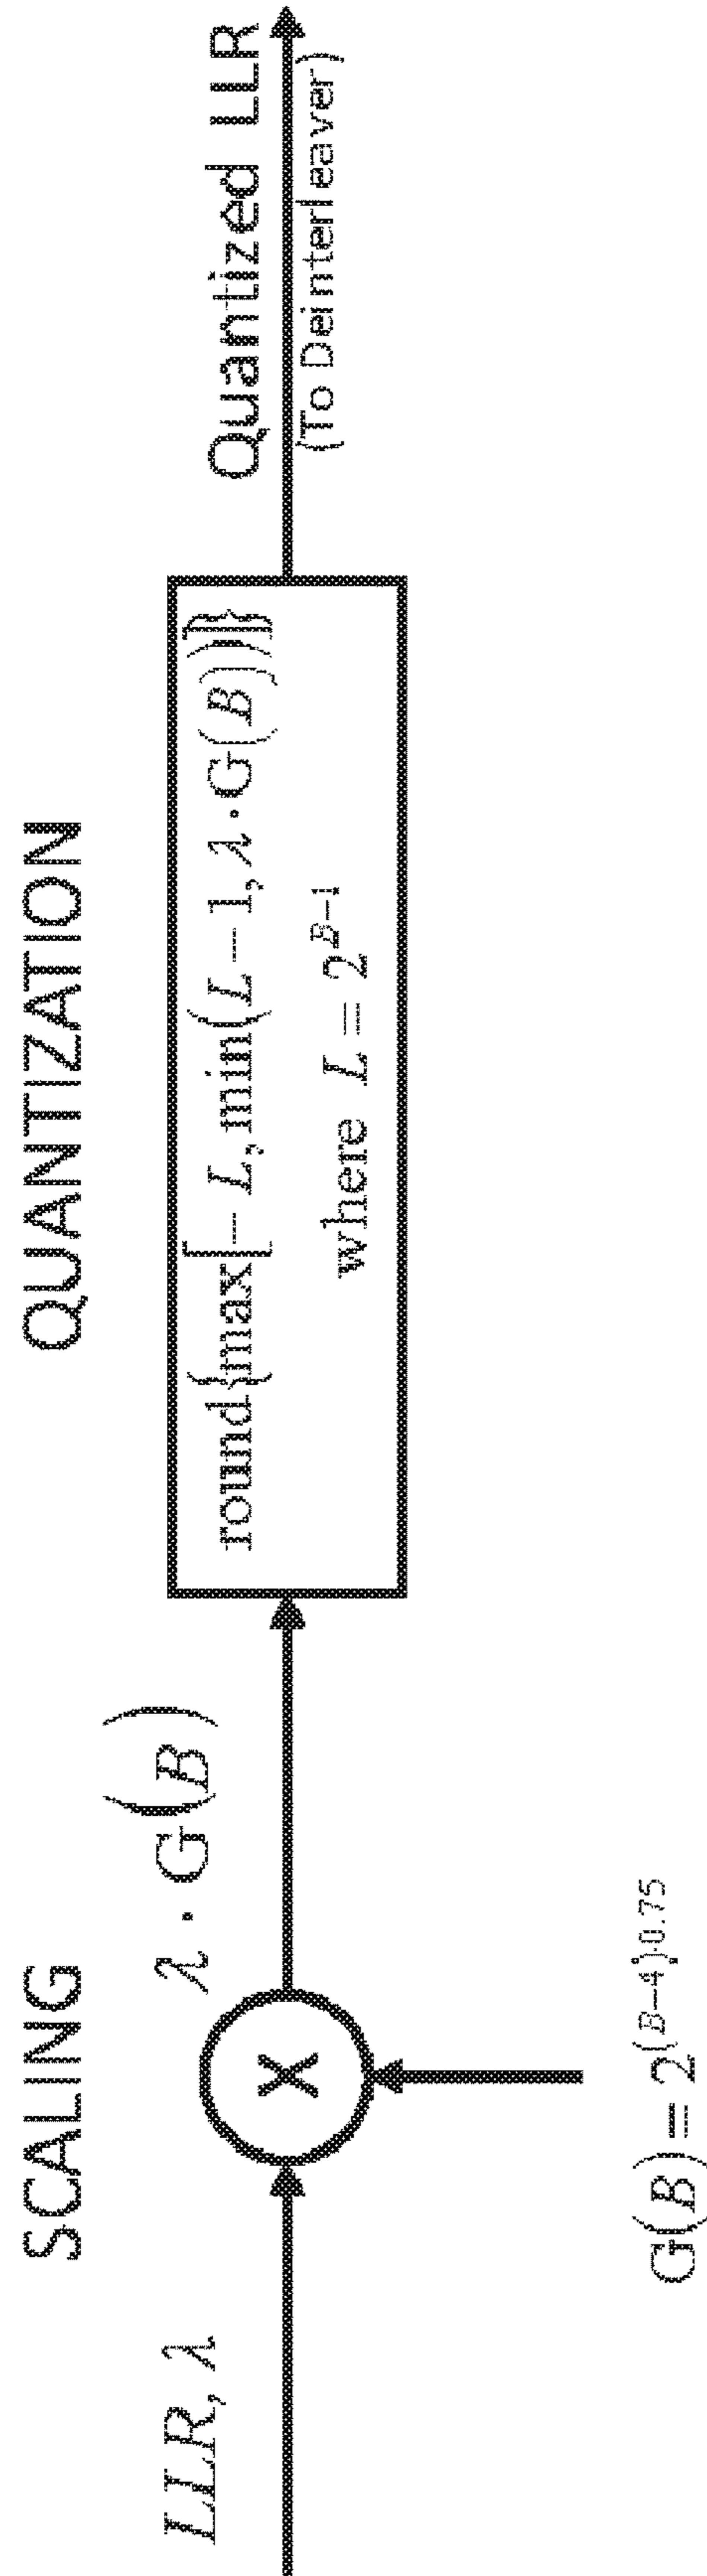 SCALING
QUANTIZATION
LLR, λ
λ · G(B)
round{max[− L, min(L − 1, λ · G(B))]}
where L = 2^{B−1}
Quantized LLR
(To Deinterleaver)
X
G(B) = 2^{(B−4)·0.75}